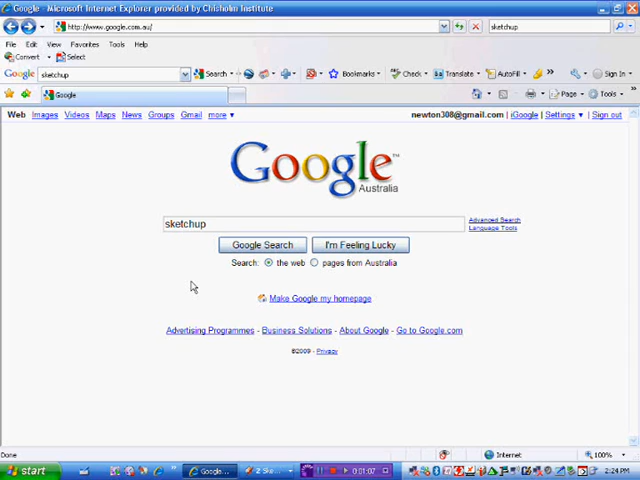 Google - Microsoft Internet Explorer provided by Chisholm Institute
http://www.google.com.au/
sketchup
File Edit View Favorites Tools Help
Convert Select
Google sketchup Search Bookmarks Check Translate AutoFill Sign In
Google
Page Tools
Web Images Videos Maps News Groups Gmail more
newton308@gmail.com | iGoogle | Settings | Sign out
Google™
Australia
sketchup
Advanced Search
Language Tools
Google Search I'm Feeling Lucky
Search: the web pages from Australia
Make Google my homepage
Advertising Programmes - Business Solutions - About Google - Go to Google.com
©2009 - Privacy
Done Internet 100%
start Google... 2 Ske... 0:01:07 2:24 PM